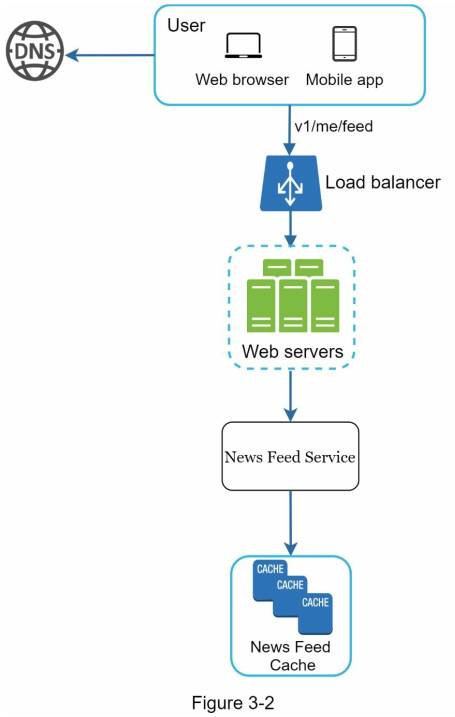 User
DNS
Web browser
Mobile app
v1/me/feed
Load balancer
Web servers
News Feed Service
CACHE
CACHE
CACHE
News Feed
Cache
Figure 3-2